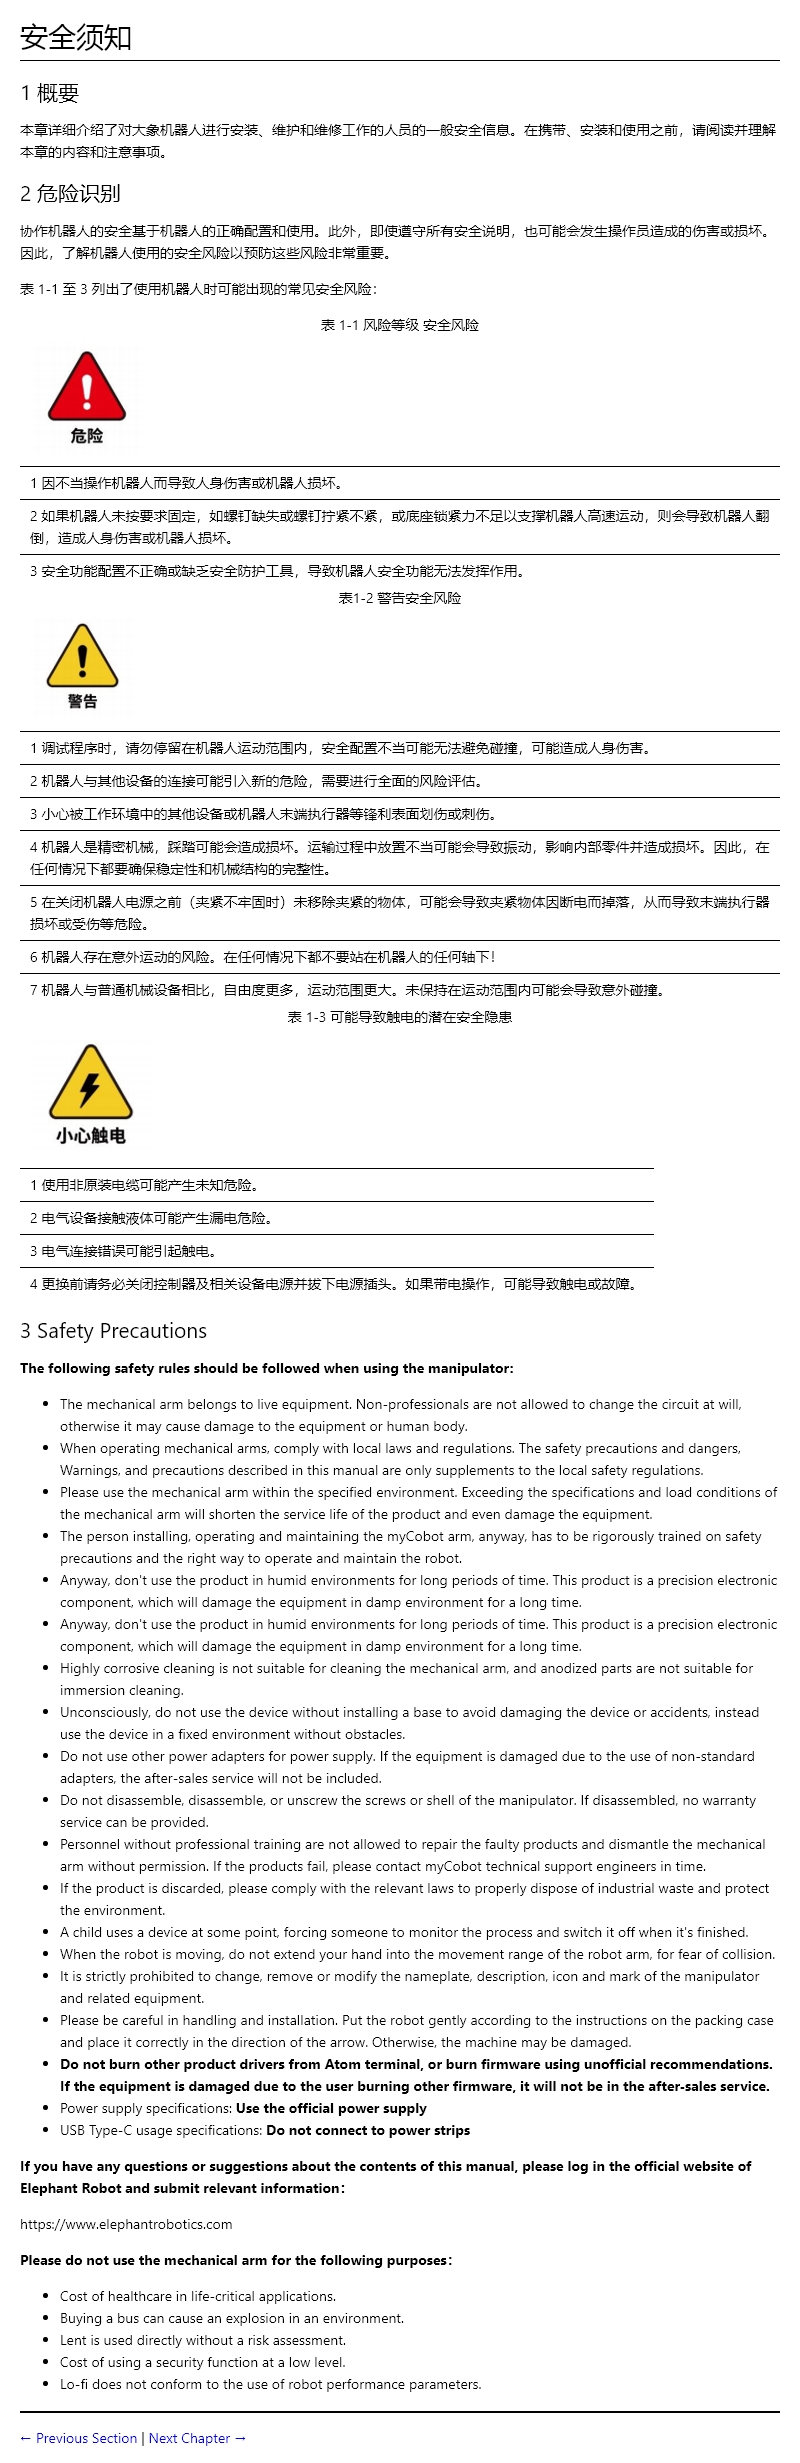 安全须知
1 概要
本章详细介绍了对大象机器人进行安装、维护和维修工作的人员的一般安全信息。在携带、安装和使用之前，请阅读并理解
本章的内容和注意事项。
2 危险识别
协作机器人的安全基于机器人的正确配置和使用。此外，即使遵守所有安全说明，也可能会发生操作员造成的伤害或损坏。
因此，了解机器人使用的安全风险以预防这些风险非常重要。
表 1-1 至 3 列出了使用机器人时可能出现的常见安全风险：
表 1-1 风险等级 安全风险
危险
1 因不当操作机器人而导致人身伤害或机器人损坏。
2 如果机器人未按要求固定，如螺钉缺失或螺钉拧紧不紧，或底座锁紧力不足以支撑机器人高速运动，则会导致机器人翻
倒，造成人身伤害或机器人损坏。
3 安全功能配置不正确或缺乏安全防护工具，导致机器人安全功能无法发挥作用。
表1-2 警告安全风险
警告
1 调试程序时，请勿停留在机器人运动范围内，安全配置不当可能无法避免碰撞，可能造成人身伤害。
2 机器人与其他设备的连接可能引入新的危险，需要进行全面的风险评估。
3 小心被工作环境中的其他设备或机器人末端执行器等锋利表面划伤或刺伤。
4 机器人是精密机械，踩踏可能会造成损坏。运输过程中放置不当可能会导致振动，影响内部零件并造成损坏。因此，在
任何情况下都要确保稳定性和机械结构的完整性。
5 在关闭机器人电源之前（夹紧不牢固时）未移除夹紧的物体，可能会导致夹紧物体因断电而掉落，从而导致末端执行器
损坏或受伤等危险。
6 机器人存在意外运动的风险。在任何情况下都不要站在机器人的任何轴下！
7 机器人与普通机械设备相比，自由度更多，运动范围更大。未保持在运动范围内可能会导致意外碰撞。
表 1-3 可能导致触电的潜在安全隐患
小心触电
1 使用非原装电缆可能产生未知危险。
2 电气设备接触液体可能产生漏电危险。
3 电气连接错误可能引起触电。
4 更换前请务必关闭控制器及相关设备电源并拔下电源插头。如果带电操作，可能导致触电或故障。
3 Safety Precautions
The following safety rules should be followed when using the manipulator:
• The mechanical arm belongs to live equipment. Non-professionals are not allowed to change the circuit at will,
otherwise it may cause damage to the equipment or human body.
• When operating mechanical arms, comply with local laws and regulations. The safety precautions and dangers,
Warnings, and precautions described in this manual are only supplements to the local safety regulations.
• Please use the mechanical arm within the specified environment. Exceeding the specifications and load conditions of
the mechanical arm will shorten the service life of the product and even damage the equipment.
• The person installing, operating and maintaining the myCobot arm, anyway, has to be rigorously trained on safety
precautions and the right way to operate and maintain the robot.
• Anyway, don't use the product in humid environments for long periods of time. This product is a precision electronic
component, which will damage the equipment in damp environment for a long time.
• Anyway, don't use the product in humid environments for long periods of time. This product is a precision electronic
component, which will damage the equipment in damp environment for a long time.
• Highly corrosive cleaning is not suitable for cleaning the mechanical arm, and anodized parts are not suitable for
immersion cleaning.
• Unconsciously, do not use the device without installing a base to avoid damaging the device or accidents, instead
use the device in a fixed environment without obstacles.
• Do not use other power adapters for power supply. If the equipment is damaged due to the use of non-standard
adapters, the after-sales service will not be included.
• Do not disassemble, disassemble, or unscrew the screws or shell of the manipulator. If disassembled, no warranty
service can be provided.
• Personnel without professional training are not allowed to repair the faulty products and dismantle the mechanical
arm without permission. If the products fail, please contact myCobot technical support engineers in time.
• If the product is discarded, please comply with the relevant laws to properly dispose of industrial waste and protect
the environment.
• A child uses a device at some point, forcing someone to monitor the process and switch it off when it's finished.
• When the robot is moving, do not extend your hand into the movement range of the robot arm, for fear of collision.
• It is strictly prohibited to change, remove or modify the nameplate, description, icon and mark of the manipulator
and related equipment.
• Please be careful in handling and installation. Put the robot gently according to the instructions on the packing case
and place it correctly in the direction of the arrow. Otherwise, the machine may be damaged.
• Do not burn other product drivers from Atom terminal, or burn firmware using unofficial recommendations.
If the equipment is damaged due to the user burning other firmware, it will not be in the after-sales service.
• Power supply specifications: Use the official power supply
• USB Type-C usage specifications: Do not connect to power strips
If you have any questions or suggestions about the contents of this manual, please log in the official website of
Elephant Robot and submit relevant information：
https://www.elephantrobotics.com
Please do not use the mechanical arm for the following purposes：
• Cost of healthcare in life-critical applications.
• Buying a bus can cause an explosion in an environment.
• Lent is used directly without a risk assessment.
• Cost of using a security function at a low level.
• Lo-fi does not conform to the use of robot performance parameters.
← Previous Section | Next Chapter →